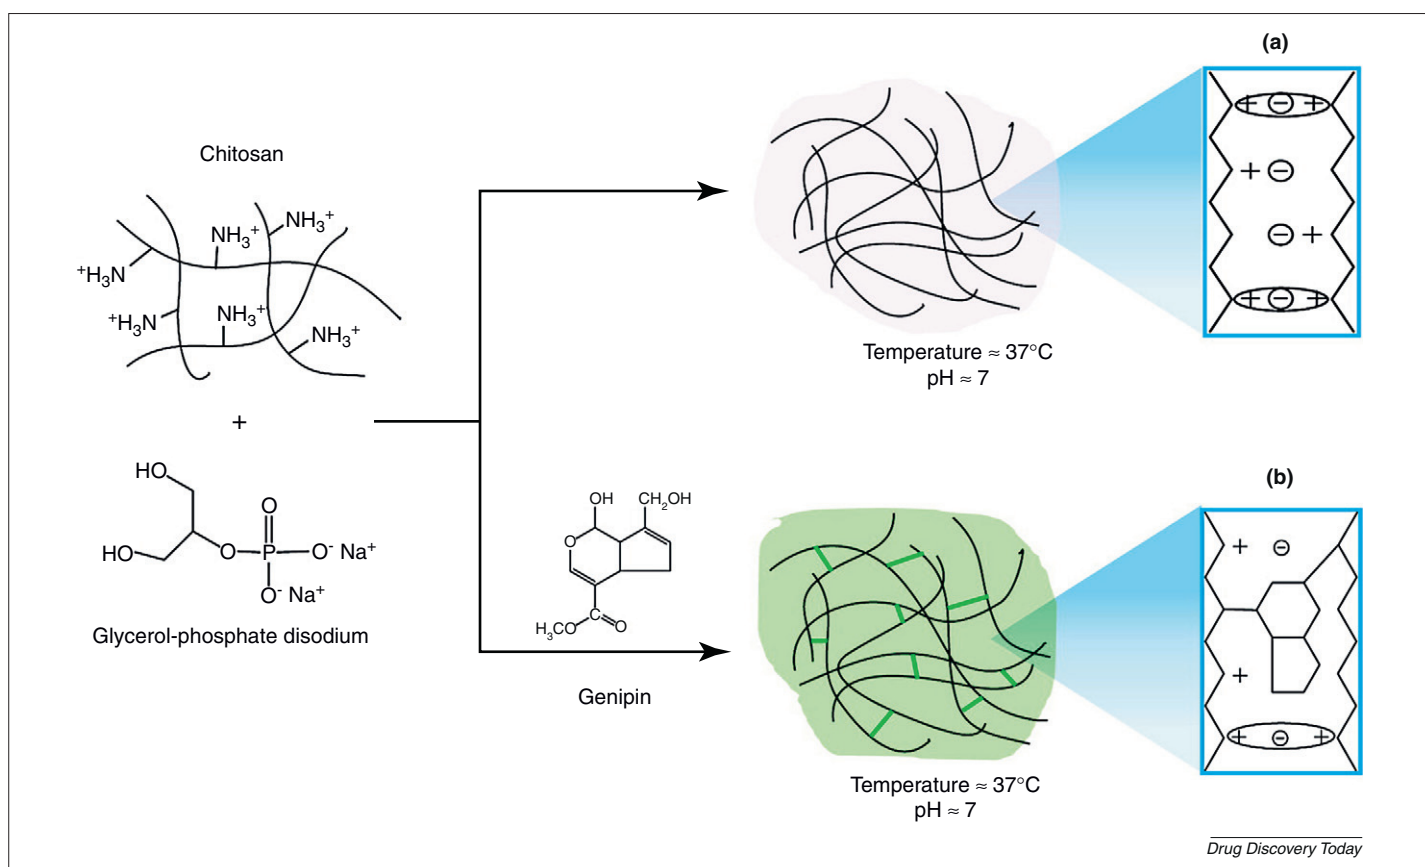 (a)
Chitosan
NH₃⁺
NH₃⁺
⁺H₃N
⁺H₃N
NH₃⁺
NH₃⁺
+
HO
HO
O
O
P
O⁻ Na⁺
O⁻ Na⁺
Glycerol-phosphate disodium
+ ⊖ +
+ ⊖
⊖ +
+ ⊖ +
Temperature ≈ 37°C
pH ≈ 7
(b)
OH
CH₂OH
O
C
O
H₃CO
Genipin
+ ⊖
+
+ ⊖ +
Temperature ≈ 37°C
pH ≈ 7
Drug Discovery Today